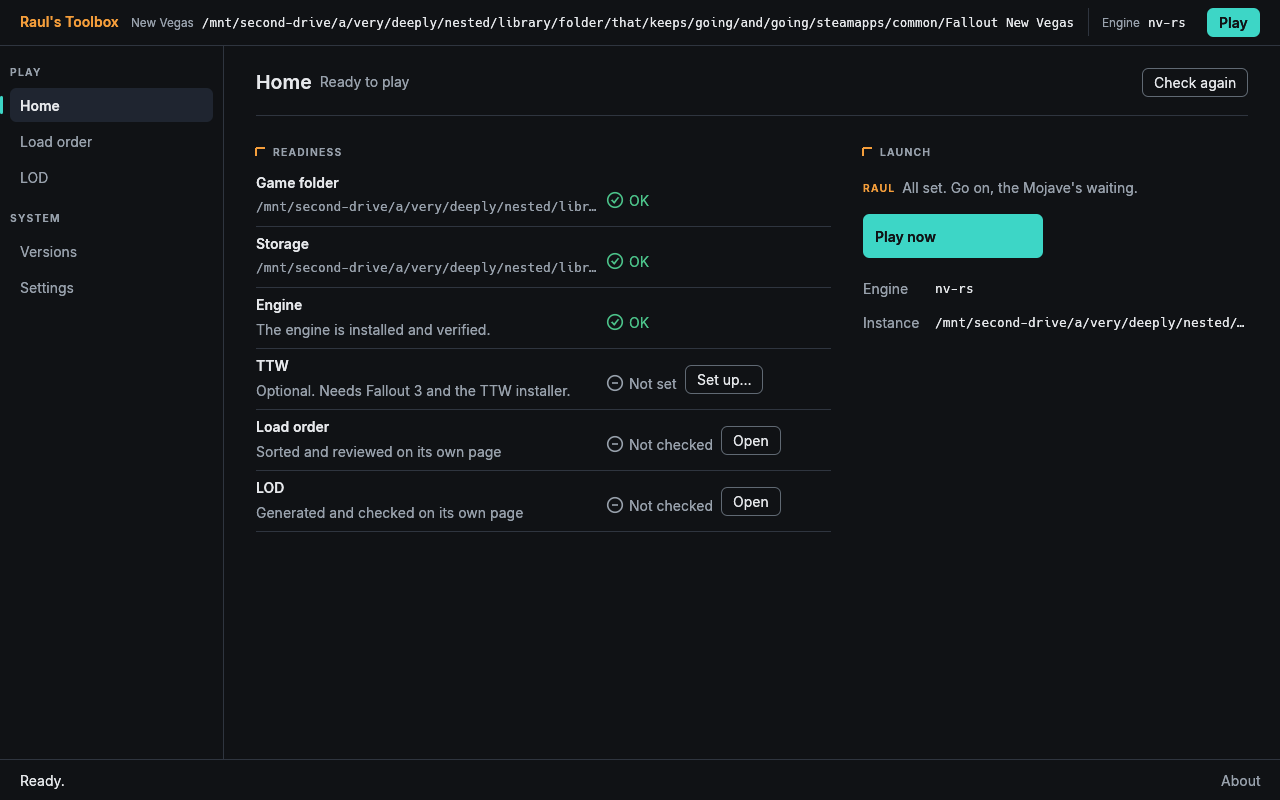 Raul's Toolbox New Vegas /mnt/second-drive/a/very/deeply/nested/library/folder/that/keeps/going/and/going/steamapps/common/Fallout New Vegas Engine nv-rs Play
PLAY
Home
Load order
LOD
SYSTEM
Versions
Settings
Home Ready to play Check again
READINESS
Game folder
/mnt/second-drive/a/very/deeply/nested/libr… OK
Storage
/mnt/second-drive/a/very/deeply/nested/libr… OK
Engine
The engine is installed and verified. OK
TTW
Optional. Needs Fallout 3 and the TTW installer. Not set Set up…
Load order
Sorted and reviewed on its own page Not checked Open
LOD
Generated and checked on its own page Not checked Open
LAUNCH
RAUL All set. Go on, the Mojave's waiting.
Play now
Engine nv-rs
Instance /mnt/second-drive/a/very/deeply/nested/…
Ready. About